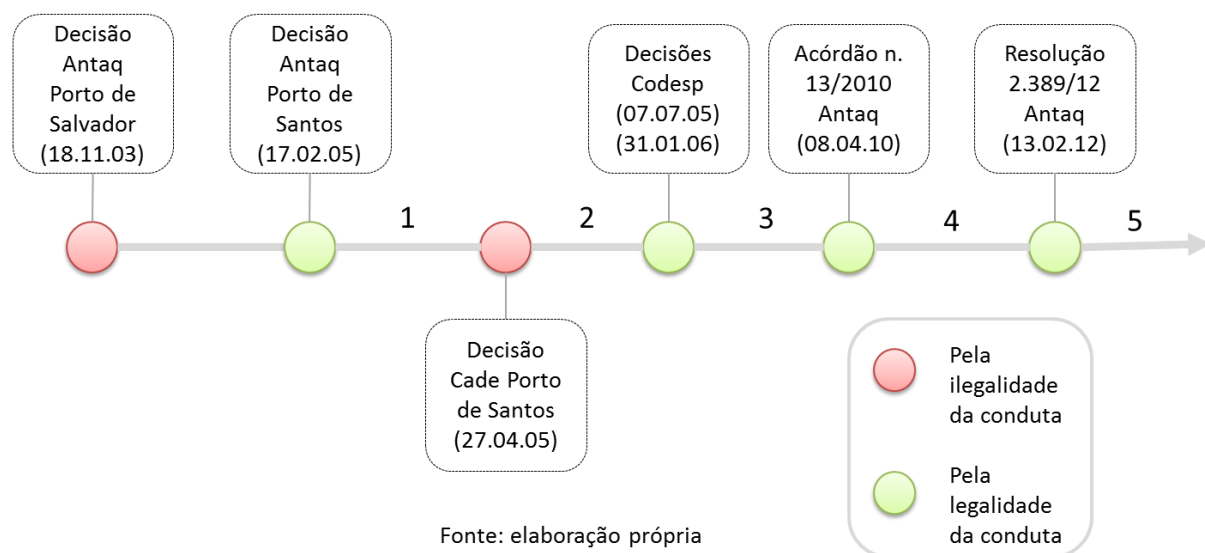 Decisão
Antaq
Porto de
Salvador
(18.11.03)
Decisão
Antaq
Porto de
Santos
(17.02.05)
Decisões
Codesp
(07.07.05)
(31.01.06)
Acórdão n.
13/2010
Antaq
(08.04.10)
Resolução
2.389/12
Antaq
(13.02.12)
1
2
3
4
5
Decisão
Cade Porto
de Santos
(27.04.05)
Pela
ilegalidade
da conduta
Pela
legalidade
da conduta
Fonte: elaboração própria